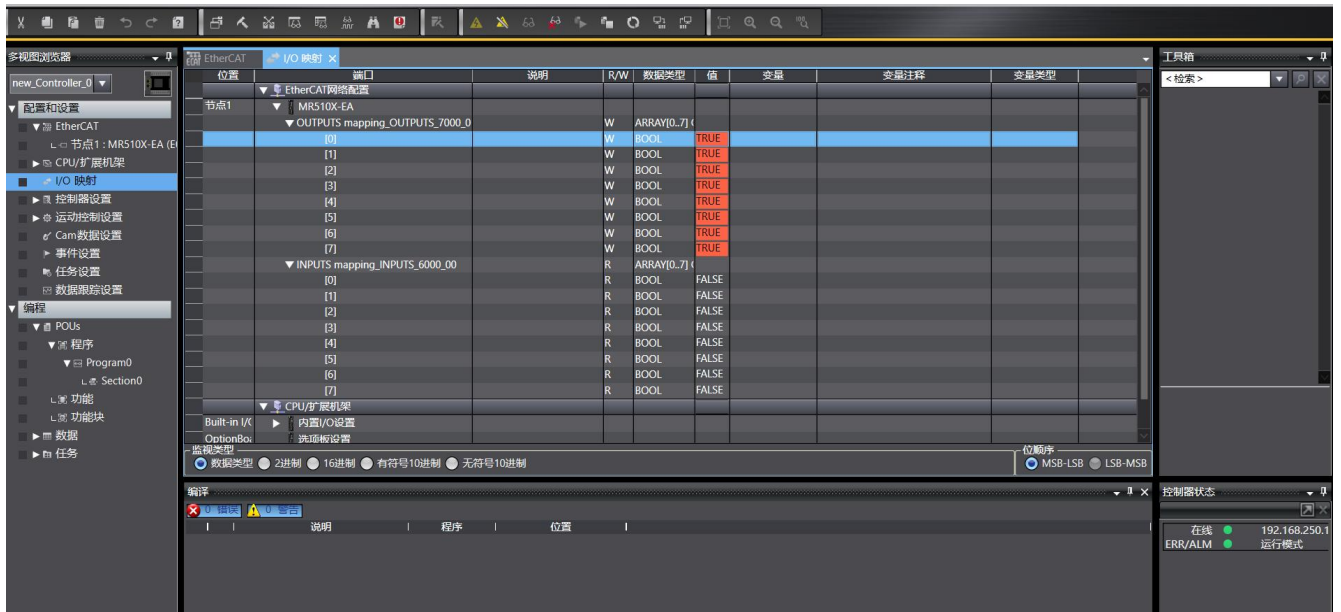 多视图浏览器
new_Controller_0
配置和设置
EtherCAT
节点1 : MR510X-EA (E
CPU/扩展机架
I/O 映射
控制器设置
运动控制设置
Cam数据设置
事件设置
任务设置
数据跟踪设置
编程
POUs
程序
Program0
Section0
功能
功能块
数据
任务
EtherCAT I/O 映射
位置 端口 说明 R/W 数据类型 值 变量 变量注释 变量类型
EtherCAT网络配置
节点1 MR510X-EA
OUTPUTS mapping_OUTPUTS_7000_0 W ARRAY[0..7]
[0] W BOOL TRUE
[1] W BOOL TRUE
[2] W BOOL TRUE
[3] W BOOL TRUE
[4] W BOOL TRUE
[5] W BOOL TRUE
[6] W BOOL TRUE
[7] W BOOL TRUE
INPUTS mapping_INPUTS_6000_00 R ARRAY[0..7]
[0] R BOOL FALSE
[1] R BOOL FALSE
[2] R BOOL FALSE
[3] R BOOL FALSE
[4] R BOOL FALSE
[5] R BOOL FALSE
[6] R BOOL FALSE
[7] R BOOL FALSE
CPU/扩展机架
Built-in I/( 内置I/O设置
OptionBo 选项板设置
监视类型
数据类型 2进制 16进制 有符号10进制 无符号10进制
位顺序
MSB-LSB LSB-MSB
编译
0 错误 0 警告
说明 程序 位置
工具箱
<检索>
控制器状态
在线 192.168.250.1
ERR/ALM 运行模式